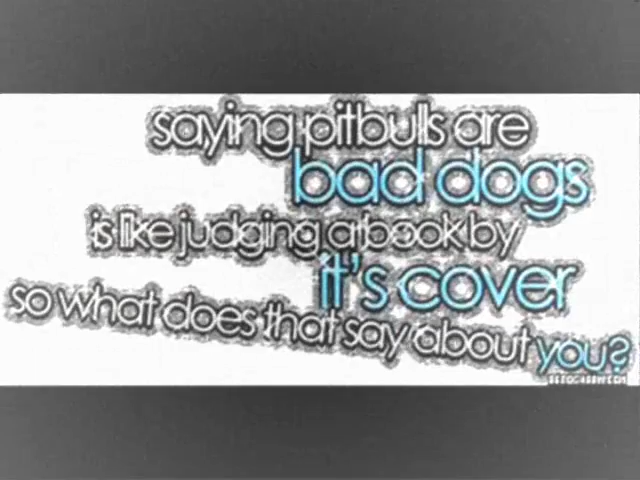 saying pitbulls are
bad dogs
is like judging a book by
it's cover
so what does that say about you?